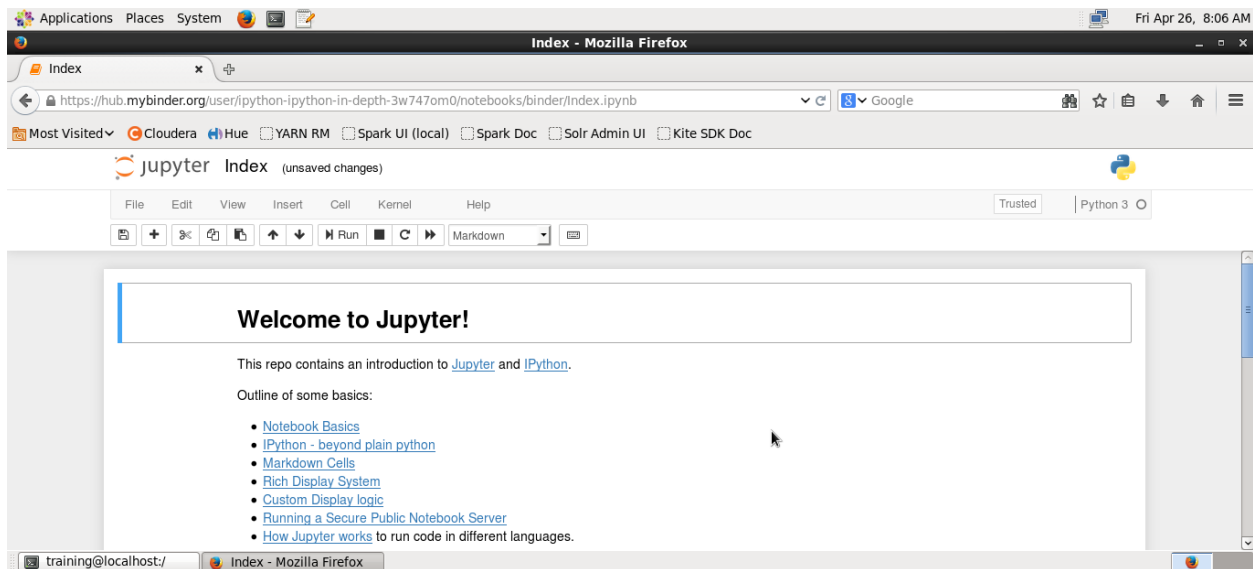 Applications Places System Fri Apr 26, 8:06 AM
Index - Mozilla Firefox
Index
https://hub.mybinder.org/user/ipython-ipython-in-depth-3w747om0/notebooks/binder/Index.ipynb Google
Most Visited Cloudera Hue YARN RM Spark UI (local) Spark Doc Solr Admin UI Kite SDK Doc
jupyter Index (unsaved changes)
File Edit View Insert Cell Kernel Help Trusted Python 3
Run Markdown
Welcome to Jupyter!
This repo contains an introduction to Jupyter and IPython.
Outline of some basics:
Notebook Basics
IPython - beyond plain python
Markdown Cells
Rich Display System
Custom Display logic
Running a Secure Public Notebook Server
How Jupyter works to run code in different languages.
training@localhost:/ Index - Mozilla Firefox